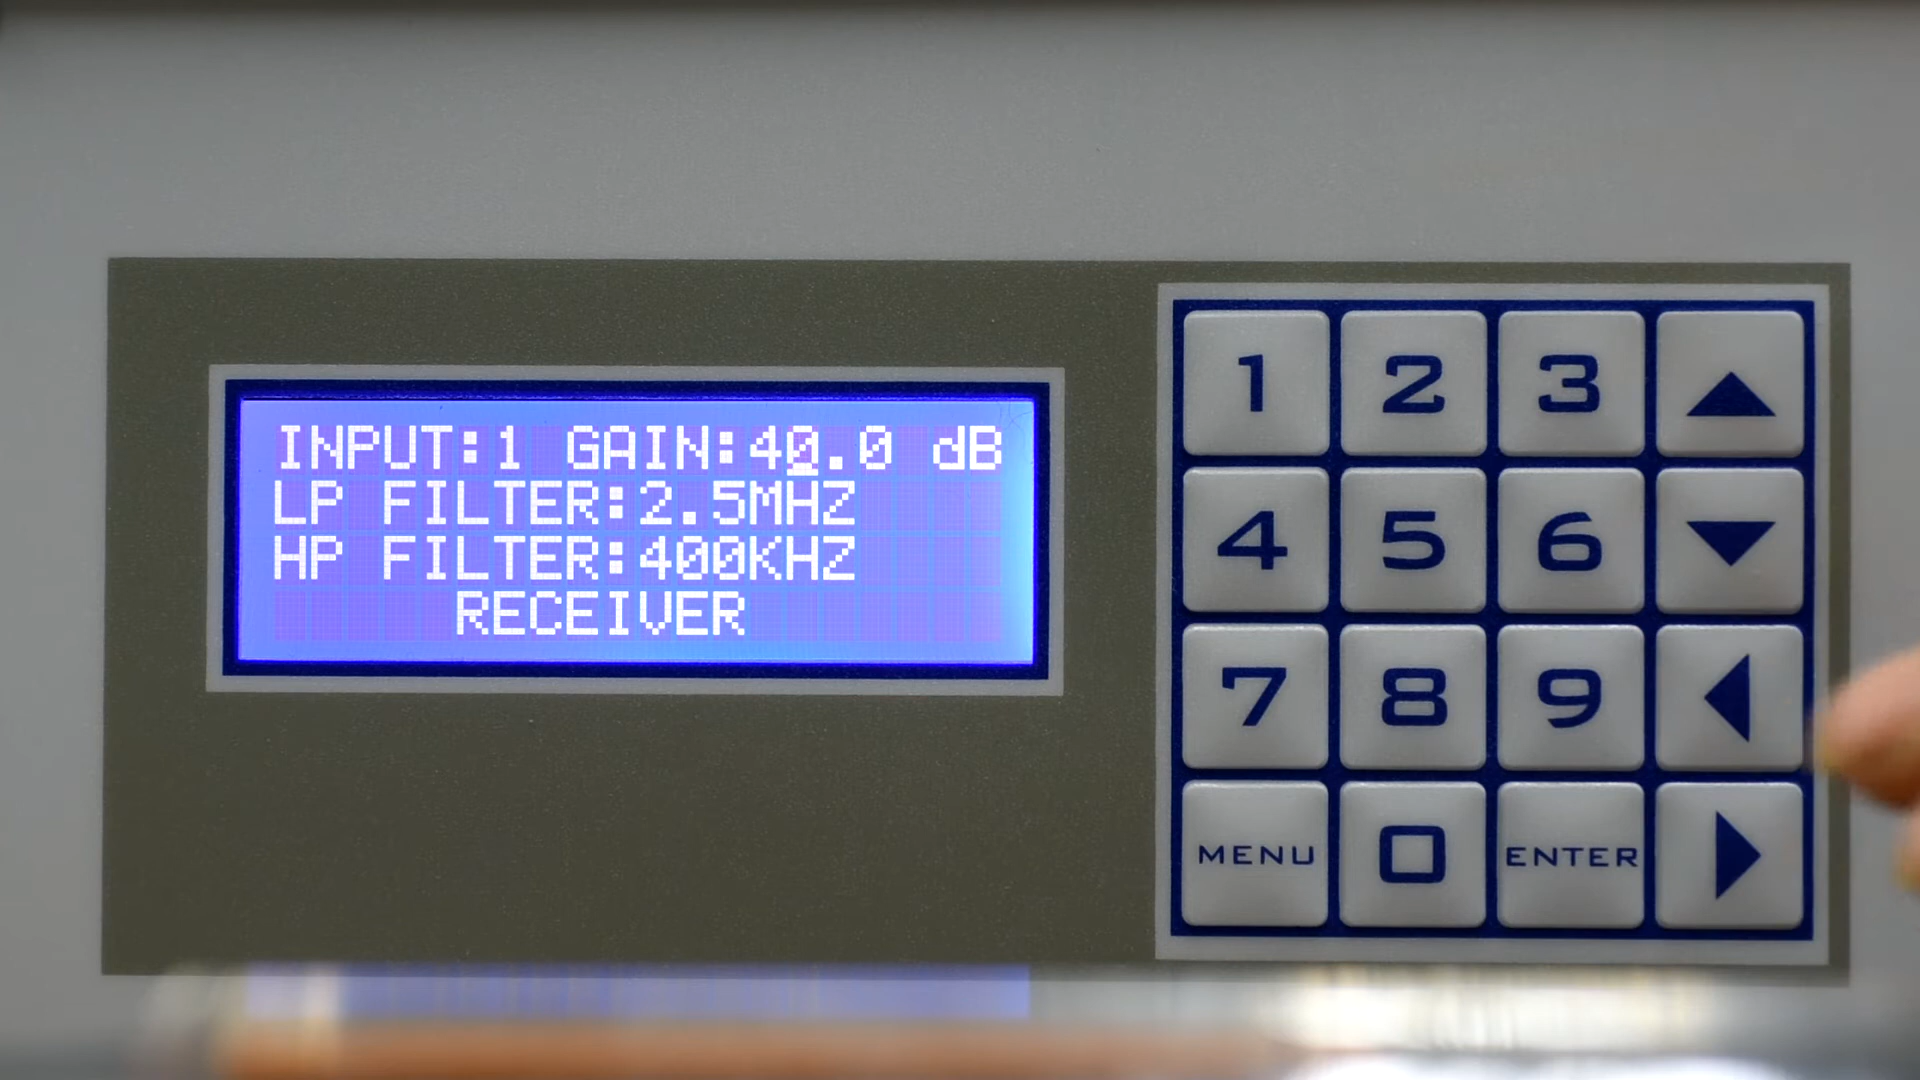 INPUT:1 GAIN:40.0 dB
LP FILTER:2.5MHZ
HP FILTER:400KHZ
RECEIVER
1 2 3
4 5 6
7 8 9
MENU 0 ENTER